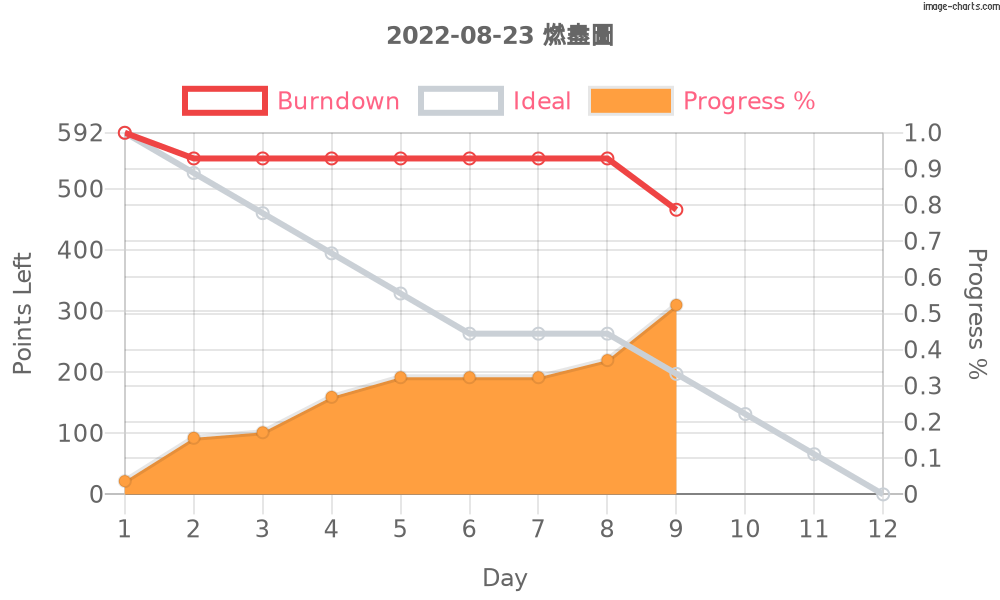 image-charts.com
2022-08-23 燃盡圖
Burndown Ideal Progress %
592 1.0
0.9
500
0.8
0.7
400
0.6
300 0.5
0.4
200
0.3
0.2
100
0.1
0 0
Points Left
Progress %
1 2 3 4 5 6 7 8 9 10 11 12
Day